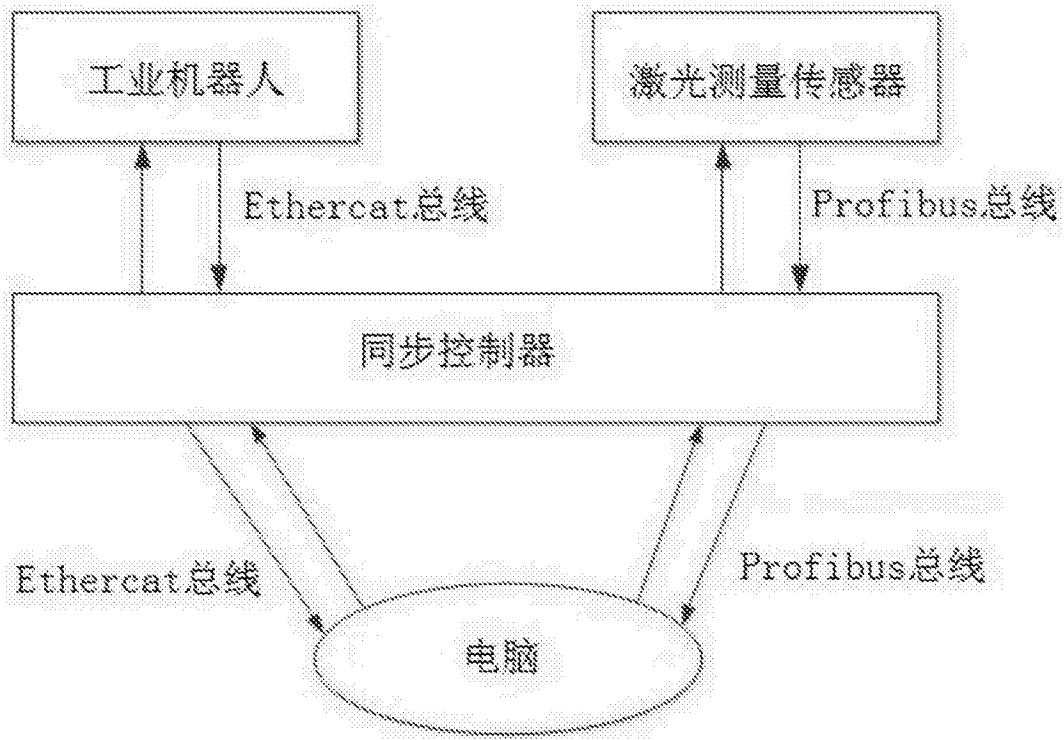 工业机器人
激光测量传感器
Ethercat总线
Profibus总线
同步控制器
Ethercat总线
Profibus总线
电脑